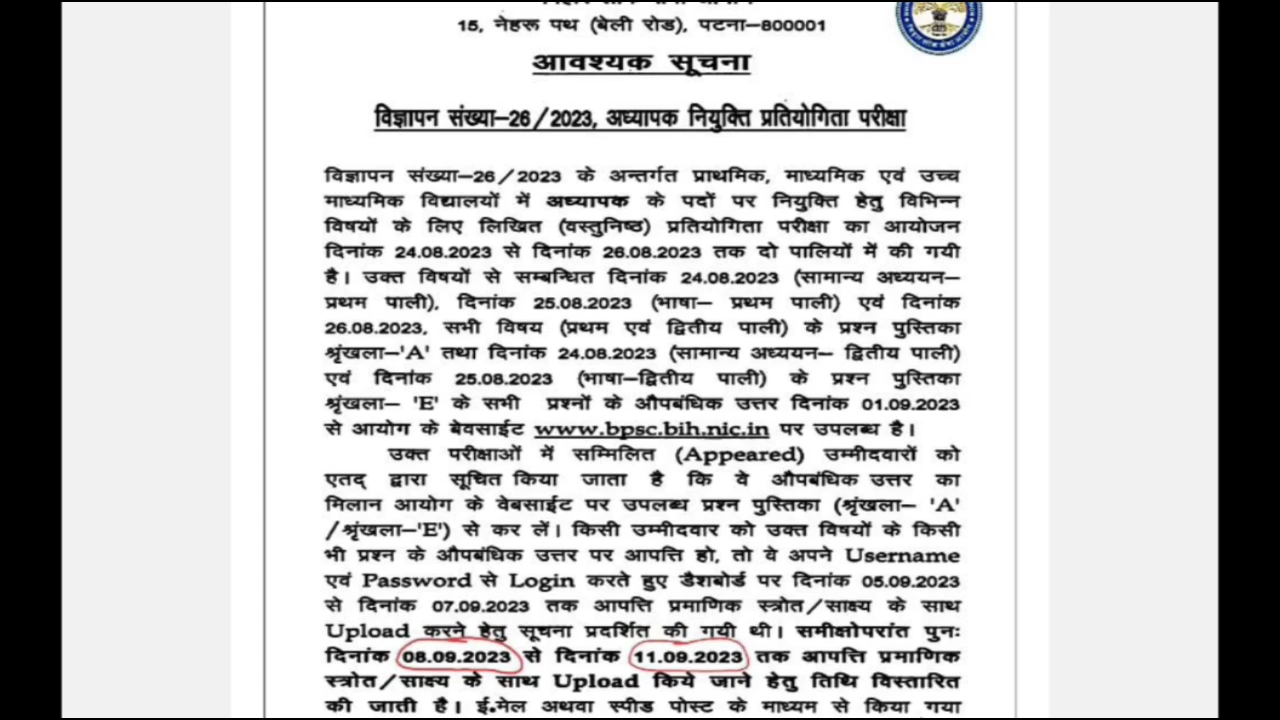 15, नेहरू पथ (बेली रोड), पटना–800001
आवश्यक सूचना
विज्ञापन संख्या–26/2023, अध्यापक नियुक्ति प्रतियोगिता परीक्षा
विज्ञापन संख्या–26/2023 के अन्तर्गत प्राथमिक, माध्यमिक एवं उच्च
माध्यमिक विद्यालयों में अध्यापक के पदों पर नियुक्ति हेतु विभिन्न
विषयों के लिए लिखित (वस्तुनिष्ठ) प्रतियोगिता परीक्षा का आयोजन
दिनांक 24.08.2023 से दिनांक 26.08.2023 तक दो पालियों में की गयी
है। उक्त विषयों से सम्बन्धित दिनांक 24.08.2023 (सामान्य अध्ययन–
प्रथम पाली), दिनांक 25.08.2023 (भाषा– प्रथम पाली) एवं दिनांक
26.08.2023, सभी विषय (प्रथम एवं द्वितीय पाली) के प्रश्न पुस्तिका
श्रृंखला–'A' तथा दिनांक 24.08.2023 (सामान्य अध्ययन– द्वितीय पाली)
एवं दिनांक 25.08.2023 (भाषा–द्वितीय पाली) के प्रश्न पुस्तिका
श्रृंखला– 'E' के सभी प्रश्नों के औपबंधिक उत्तर दिनांक 01.09.2023
से आयोग के बेवसाईट www.bpsc.bih.nic.in पर उपलब्ध है।
उक्त परीक्षाओं में सम्मिलित (Appeared) उम्मीदवारों को
एतद् द्वारा सूचित किया जाता है कि वे औपबंधिक उत्तर का
मिलान आयोग के वेबसाईट पर उपलब्ध प्रश्न पुस्तिका (श्रृंखला– 'A'
/श्रृंखला–'E') से कर लें। किसी उम्मीदवार को उक्त विषयों के किसी
भी प्रश्न के औपबंधिक उत्तर पर आपत्ति हो, तो वे अपने Username
एवं Password से Login करते हुए डैशबोर्ड पर दिनांक 05.09.2023
से दिनांक 07.09.2023 तक आपत्ति प्रमाणिक स्त्रोत/साक्ष्य के साथ
Upload करने हेतु सूचना प्रदर्शित की गयी थी। समीक्षोपरांत पुनः
दिनांक 08.09.2023 से दिनांक 11.09.2023 तक आपत्ति प्रमाणिक
स्त्रोत/साक्ष्य के साथ Upload किये जाने हेतु तिथि विस्तारित
की जाती है। ई.मेल अथवा स्पीड पोस्ट के माध्यम से किया गया